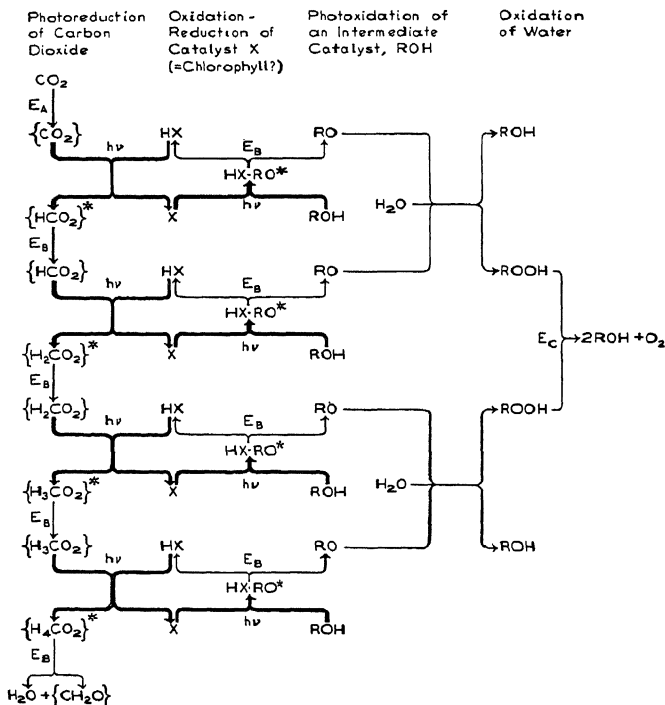 Photoreduction of Carbon Dioxide
Oxidation - Reduction of Catalyst X (=Chlorophyll?)
Photoxidation of an Intermediate Catalyst, ROH
Oxidation of Water
CO₂
E_A
{CO₂} HX RO ROH
hν E_B
HX·RO*
{HCO₂}* X hν ROH H₂O
E_B
{HCO₂} HX RO ROOH
hν E_B
HX·RO*
{H₂CO₂}* X hν ROH E_C 2ROH + O₂
E_B
{H₂CO₂} HX RO ROOH
hν E_B
HX·RO*
{H₃CO₂}* X hν ROH H₂O
E_B
{H₃CO₂} HX RO ROH
hν E_B
HX·RO*
{H₄CO₂}* X hν ROH
E_B
H₂O + {CH₂O}